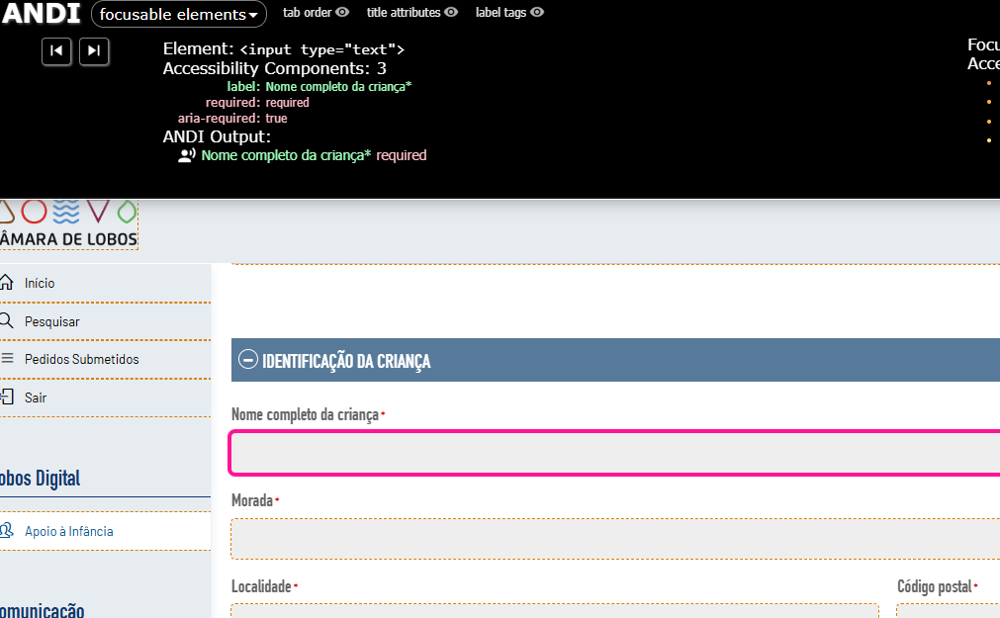 ANDI focusable elements tab order title attributes label tags
Element: <input type="text">
Accessibility Components: 3
label: Nome completo da criança*
required: required
aria-required: true
ANDI Output:
Nome completo da criança* required
Focu
Acce
ÂMARA DE LOBOS
Início
Pesquisar
Pedidos Submetidos
Sair
obos Digital
Apoio à Infância
omunicação
IDENTIFICAÇÃO DA CRIANÇA
Nome completo da criança*
Morada*
Localidade*
Código postal*